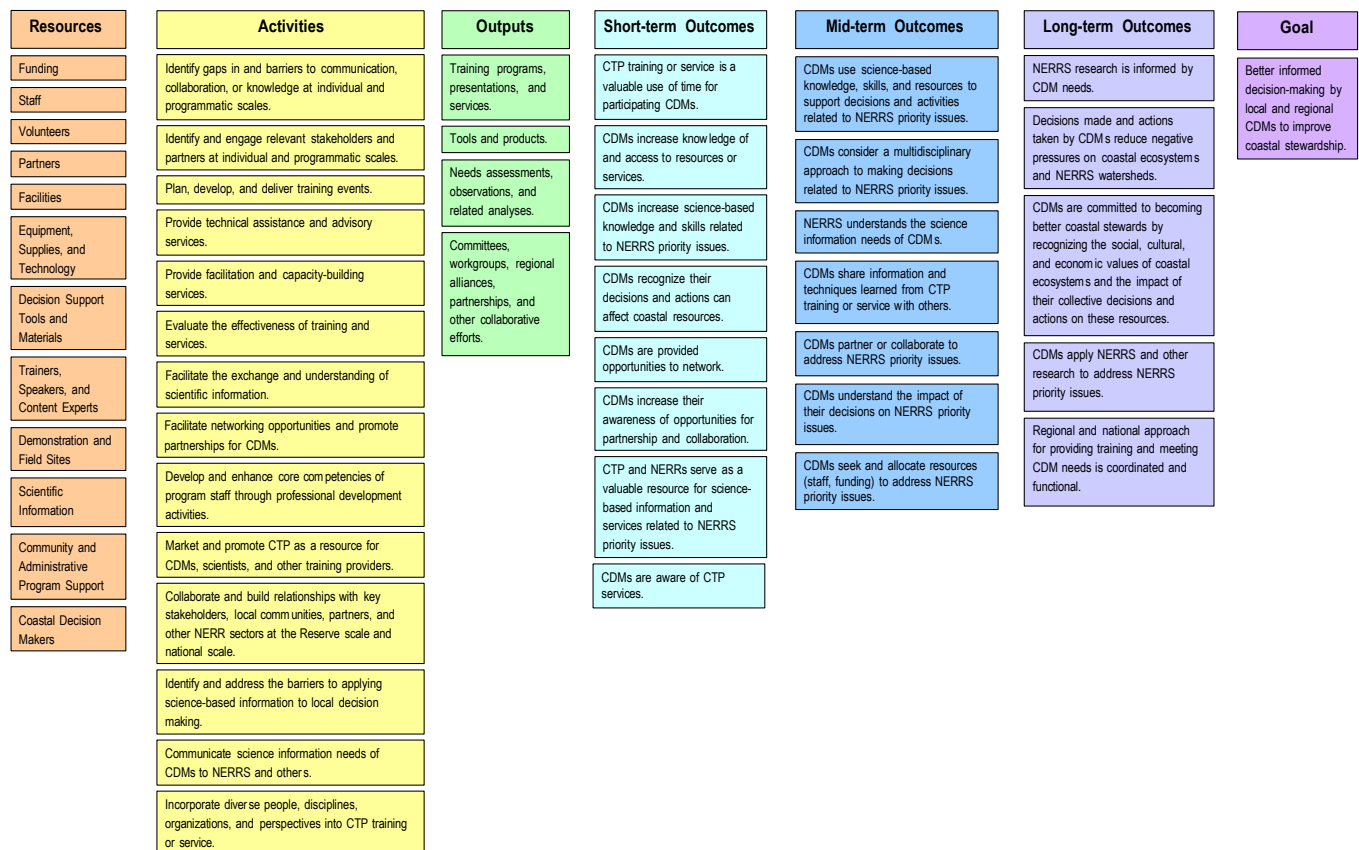 Resources
Funding
Staff
Volunteers
Partners
Facilities
Equipment,
Supplies, and
Technology
Decision Support
Tools and
Materials
Trainers,
Speakers, and
Content Experts
Demonstration and
Field Sites
Scientific
Information
Community and
Administrative
Program Support
Coastal Decision
Makers
Activities
Identify gaps in and barriers to communication,
collaboration, or knowledge at individual and
programmatic scales.
Identify and engage relevant stakeholders and
partners at individual and programmatic scales.
Plan, develop, and deliver training events.
Provide technical assistance and advisory
services.
Provide facilitation and capacity-building
services.
Evaluate the effectiveness of training and
services.
Facilitate the exchange and understanding of
scientific information.
Facilitate networking opportunities and promote
partnerships for CDMs.
Develop and enhance core competencies of
program staff through professional development
activities.
Market and promote CTP as a resource for
CDMs, scientists, and other training providers.
Collaborate and build relationships with key
stakeholders, local communities, partners, and
other NERR sectors at the Reserve scale and
national scale.
Identify and address the barriers to applying
science-based information to local decision
making.
Communicate science information needs of
CDMs to NERRS and others.
Incorporate diverse people, disciplines,
organizations, and perspectives into CTP training
or service.
Outputs
Training programs,
presentations, and
services.
Tools and products.
Needs assessments,
observations, and
related analyses.
Committees,
workgroups, regional
alliances,
partnerships, and
other collaborative
efforts.
Short-term Outcomes
CTP training or service is a
valuable use of time for
participating CDMs.
CDMs increase knowledge of
and access to resources or
services.
CDMs increase science-based
knowledge and skills related
to NERRS priority issues.
CDMs recognize their
decisions and actions can
affect coastal resources.
CDMs are provided
opportunities to network.
CDMs increase their
awareness of opportunities for
partnership and collaboration.
CTP and NERRs serve as a
valuable resource for science-
based information and
services related to NERRS
priority issues.
CDMs are aware of CTP
services.
Mid-term Outcomes
CDMs use science-based
knowledge, skills, and resources to
support decisions and activities
related to NERRS priority issues.
CDMs consider a multidisciplinary
approach to making decisions
related to NERRS priority issues.
NERRS understands the science
information needs of CDMs.
CDMs share information and
techniques learned from CTP
training or service with others.
CDMs partner or collaborate to
address NERRS priority issues.
CDMs understand the impact of
their decisions on NERRS priority
issues.
CDMs seek and allocate resources
(staff, funding) to address NERRS
priority issues.
Long-term Outcomes
NERRS research is informed by
CDM needs.
Decisions made and actions
taken by CDMs reduce negative
pressures on coastal ecosystems
and NERRS watersheds.
CDMs are committed to becoming
better coastal stewards by
recognizing the social, cultural,
and economic values of coastal
ecosystems and the impact of
their collective decisions and
actions on these resources.
CDMs apply NERRS and other
research to address NERRS
priority issues.
Regional and national approach
for providing training and meeting
CDM needs is coordinated and
functional.
Goal
Better informed
decision-making by
local and regional
CDMs to improve
coastal stewardship.